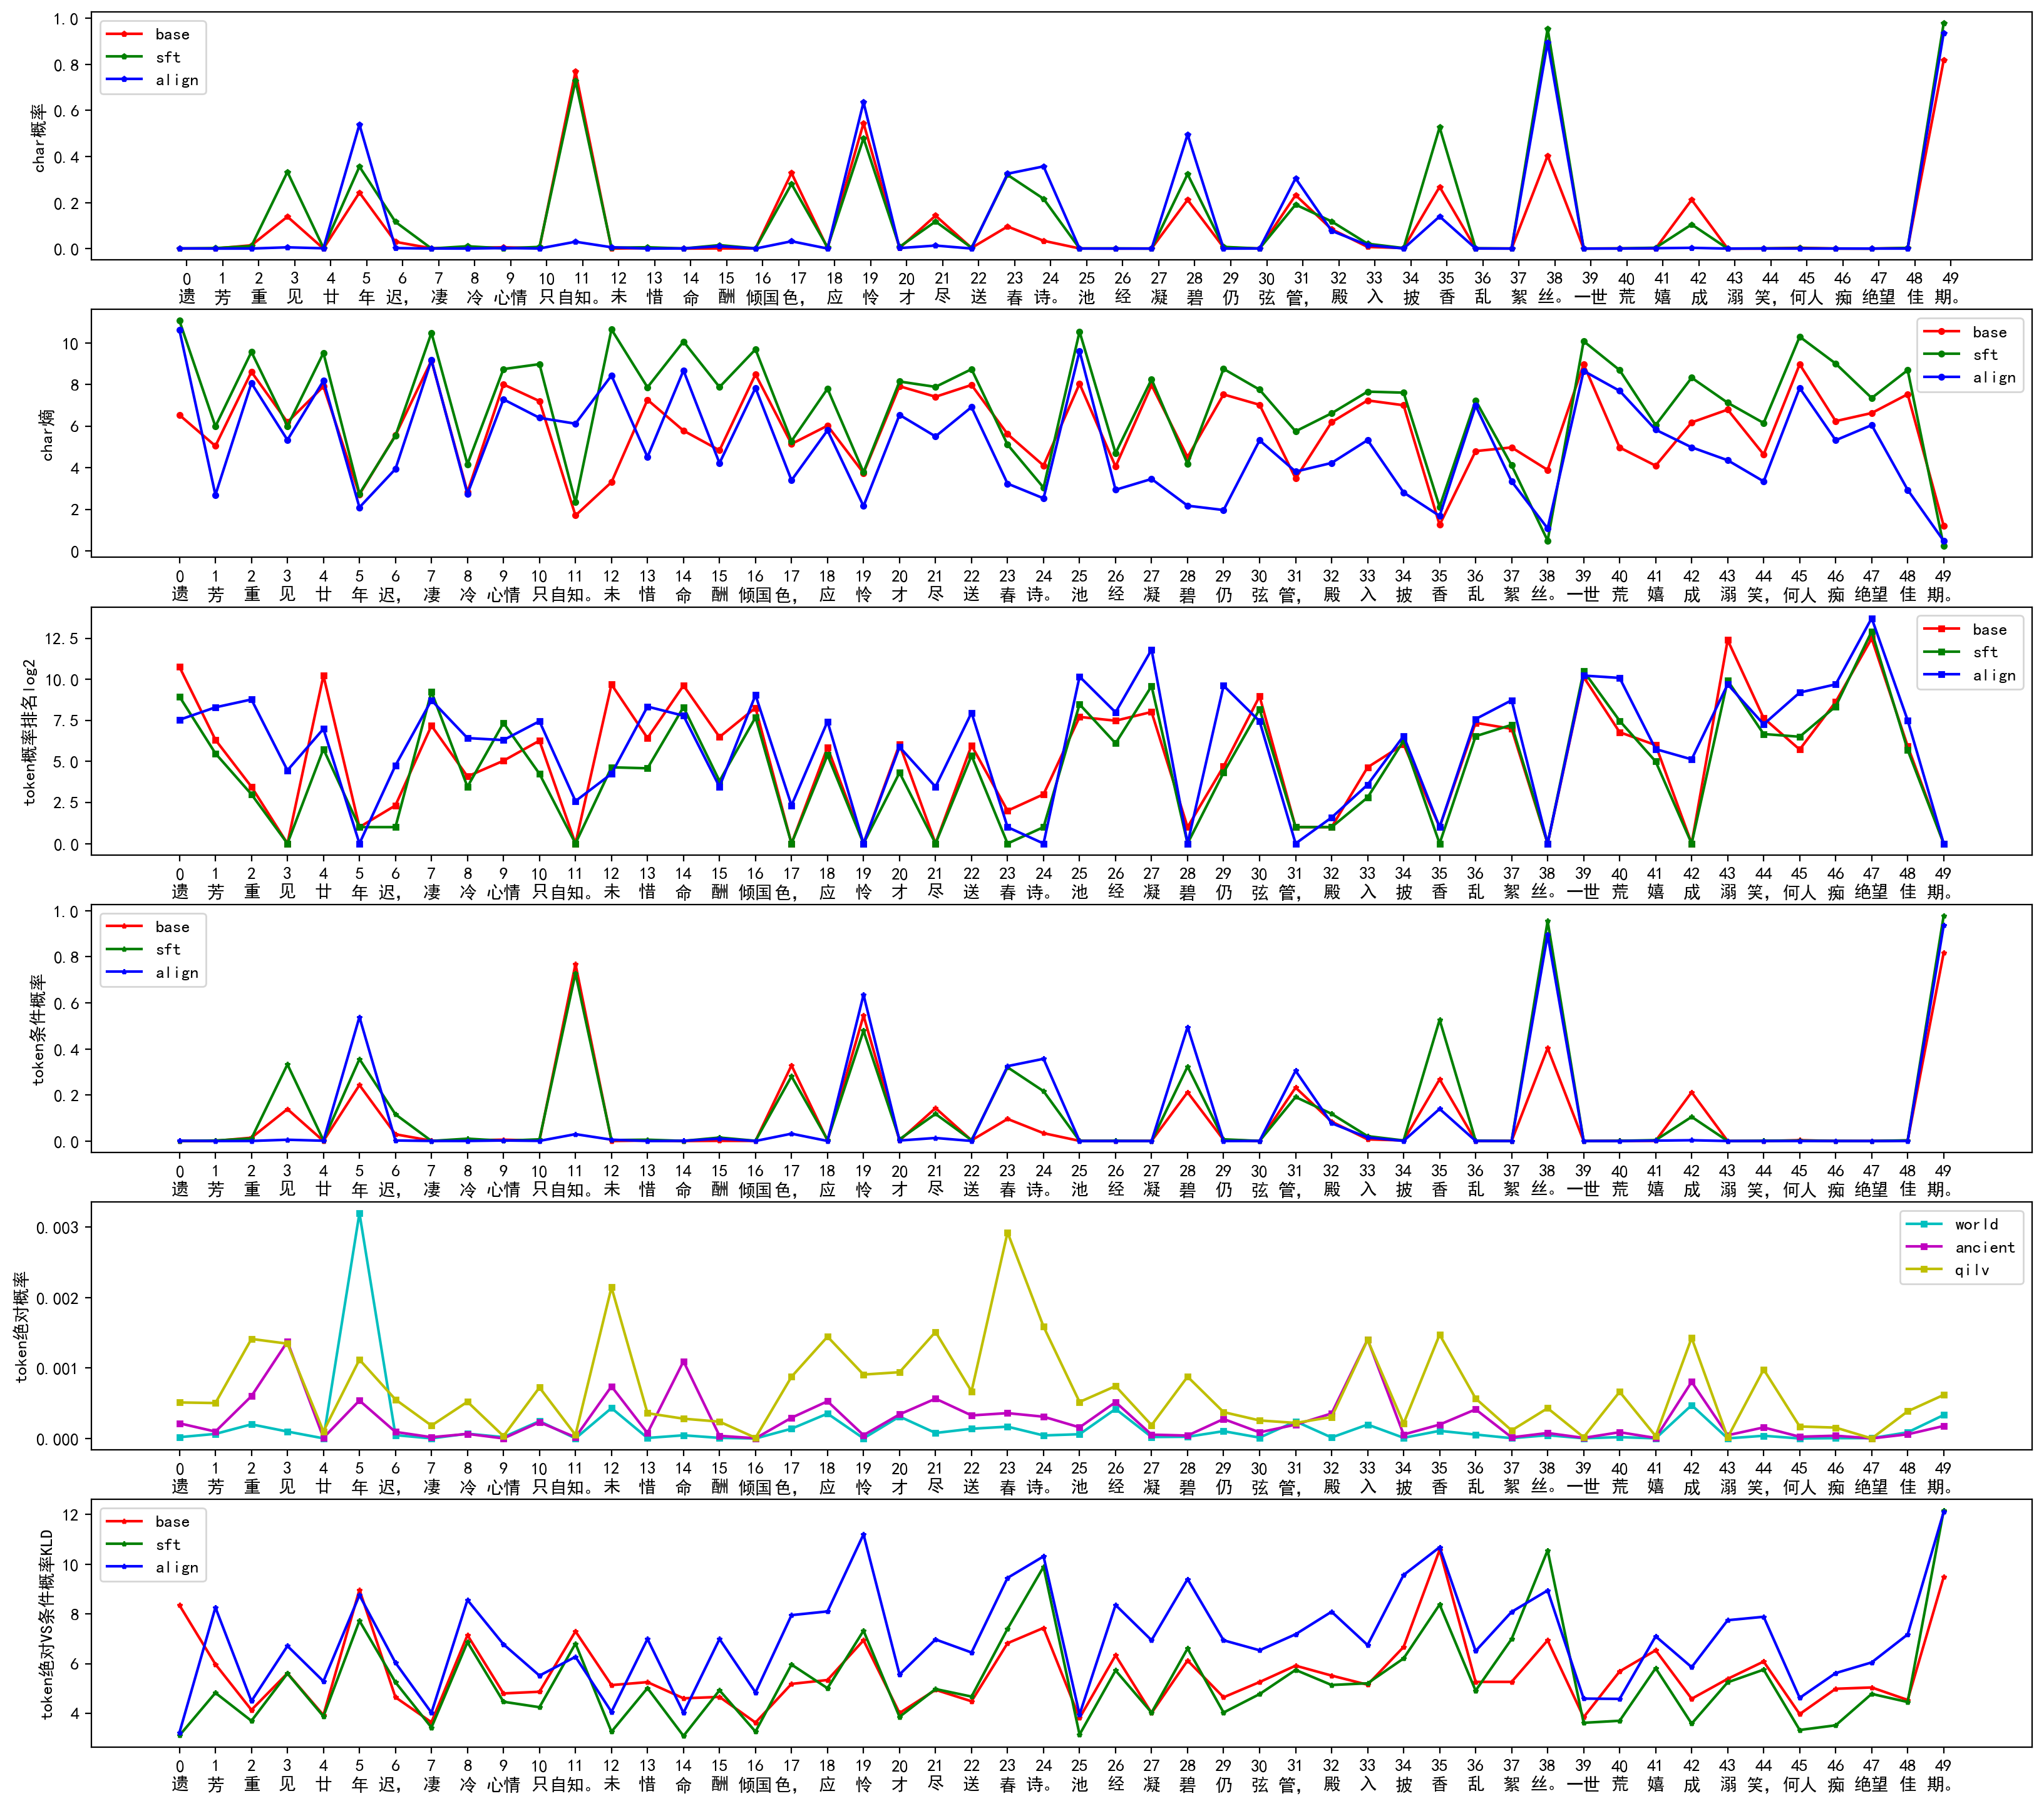 1.0
0.8
0.6
0.4
0.2
0.0
char概率
base
sft
align
0 1 2 3 4 5 6 7 8 9 10 11 12 13 14 15 16 17 18 19 20 21 22 23 24 25 26 27 28 29 30 31 32 33 34 35 36 37 38 39 40 41 42 43 44 45 46 47 48 49
遗 芳 重 见 廿 年 迟， 凄 冷 心情 只 自知。 未 惜 命 酬 倾国 色， 应 怜 才 尽 送 春 诗。 池 经 凝 碧 仍 弦 管， 殿 入 披 香 乱 絮 丝。 一世 荒 嬉 成 溺 笑， 何人 痴 绝望 佳 期。
10
8
6
4
2
0
char熵
base
sft
align
0 1 2 3 4 5 6 7 8 9 10 11 12 13 14 15 16 17 18 19 20 21 22 23 24 25 26 27 28 29 30 31 32 33 34 35 36 37 38 39 40 41 42 43 44 45 46 47 48 49
遗 芳 重 见 廿 年 迟， 凄 冷 心情 只 自知。 未 惜 命 酬 倾国 色， 应 怜 才 尽 送 春 诗。 池 经 凝 碧 仍 弦 管， 殿 入 披 香 乱 絮 丝。 一世 荒 嬉 成 溺 笑， 何人 痴 绝望 佳 期。
12.5
10.0
7.5
5.0
2.5
0.0
token概率排名log2
base
sft
align
0 1 2 3 4 5 6 7 8 9 10 11 12 13 14 15 16 17 18 19 20 21 22 23 24 25 26 27 28 29 30 31 32 33 34 35 36 37 38 39 40 41 42 43 44 45 46 47 48 49
遗 芳 重 见 廿 年 迟， 凄 冷 心情 只 自知。 未 惜 命 酬 倾国 色， 应 怜 才 尽 送 春 诗。 池 经 凝 碧 仍 弦 管， 殿 入 披 香 乱 絮 丝。 一世 荒 嬉 成 溺 笑， 何人 痴 绝望 佳 期。
1.0
0.8
0.6
0.4
0.2
0.0
token条件概率
base
sft
align
0 1 2 3 4 5 6 7 8 9 10 11 12 13 14 15 16 17 18 19 20 21 22 23 24 25 26 27 28 29 30 31 32 33 34 35 36 37 38 39 40 41 42 43 44 45 46 47 48 49
遗 芳 重 见 廿 年 迟， 凄 冷 心情 只 自知。 未 惜 命 酬 倾国 色， 应 怜 才 尽 送 春 诗。 池 经 凝 碧 仍 弦 管， 殿 入 披 香 乱 絮 丝。 一世 荒 嬉 成 溺 笑， 何人 痴 绝望 佳 期。
0.003
0.002
0.001
0.000
token绝对概率
world
ancient
qilv
0 1 2 3 4 5 6 7 8 9 10 11 12 13 14 15 16 17 18 19 20 21 22 23 24 25 26 27 28 29 30 31 32 33 34 35 36 37 38 39 40 41 42 43 44 45 46 47 48 49
遗 芳 重 见 廿 年 迟， 凄 冷 心情 只 自知。 未 惜 命 酬 倾国 色， 应 怜 才 尽 送 春 诗。 池 经 凝 碧 仍 弦 管， 殿 入 披 香 乱 絮 丝。 一世 荒 嬉 成 溺 笑， 何人 痴 绝望 佳 期。
12
10
8
6
4
token绝对VS条件概率KLD
base
sft
align
0 1 2 3 4 5 6 7 8 9 10 11 12 13 14 15 16 17 18 19 20 21 22 23 24 25 26 27 28 29 30 31 32 33 34 35 36 37 38 39 40 41 42 43 44 45 46 47 48 49
遗 芳 重 见 廿 年 迟， 凄 冷 心情 只 自知。 未 惜 命 酬 倾国 色， 应 怜 才 尽 送 春 诗。 池 经 凝 碧 仍 弦 管， 殿 入 披 香 乱 絮 丝。 一世 荒 嬉 成 溺 笑， 何人 痴 绝望 佳 期。